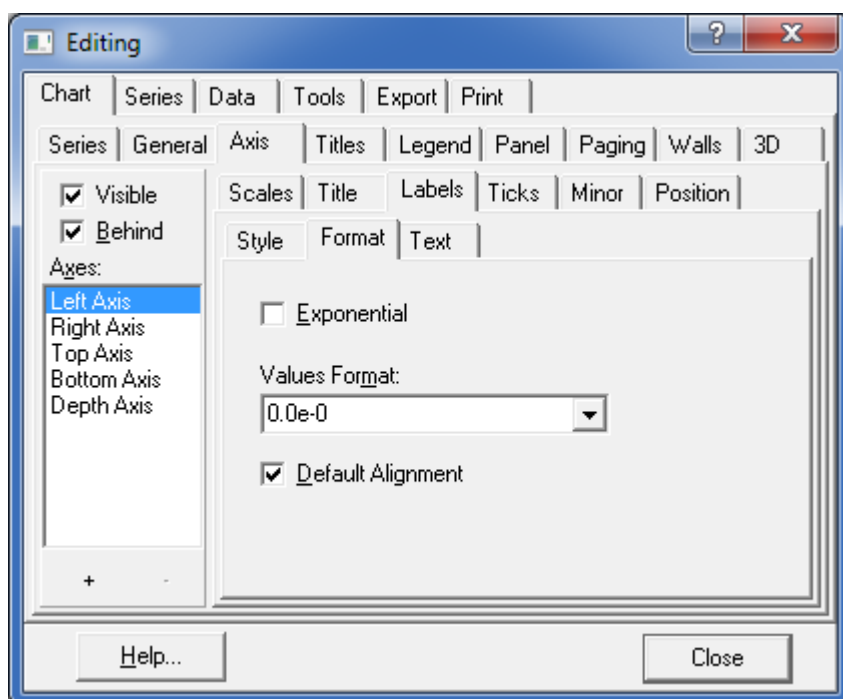 Editing
Chart Series Data Tools Export Print
Series General Axis Titles Legend Panel Paging Walls 3D
Visible
Behind
Axes:
Left Axis
Right Axis
Top Axis
Bottom Axis
Depth Axis
+ -
Scales Title Labels Ticks Minor Position
Style Format Text
Exponential
Values Format:
0.0e-0
Default Alignment
Help... Close